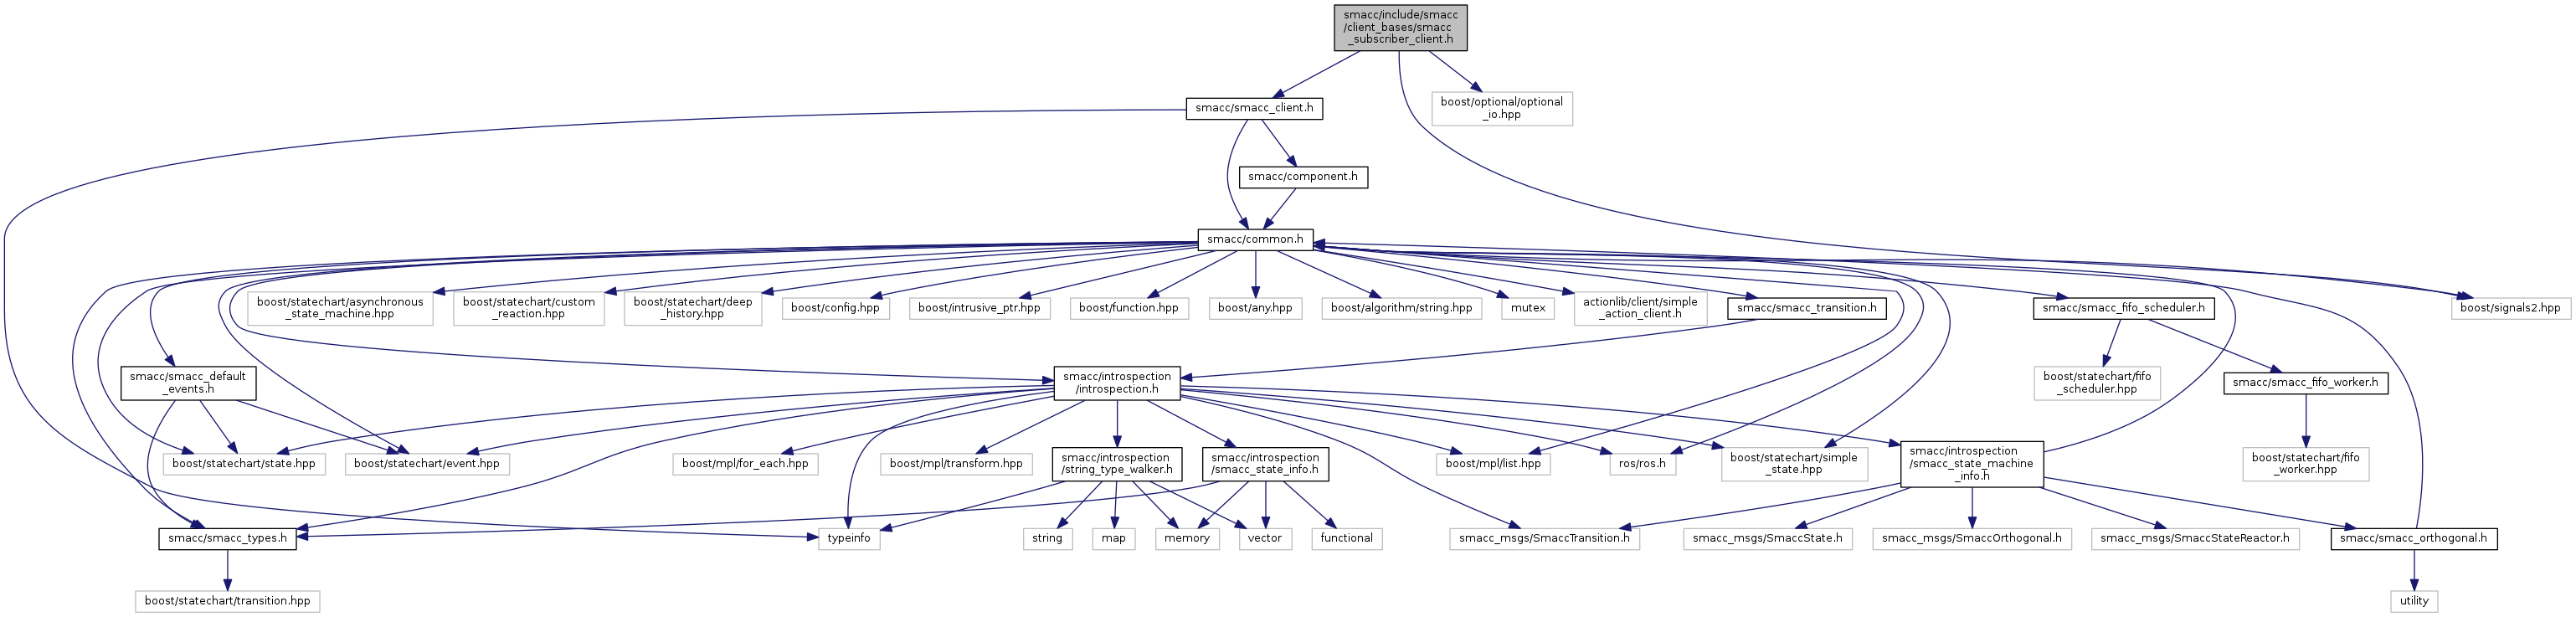 smacc/include/smacc
/client_bases/smacc
_subscriber_client.h
smacc/smacc_client.h
boost/optional/optional
_io.hpp
smacc/component.h
smacc/common.h
boost/statechart/asynchronous
_state_machine.hpp
boost/statechart/custom
_reaction.hpp
boost/statechart/deep
_history.hpp
boost/config.hpp
boost/intrusive_ptr.hpp
boost/function.hpp
boost/any.hpp
boost/algorithm/string.hpp
mutex
actionlib/client/simple
_action_client.h
smacc/smacc_transition.h
smacc/smacc_fifo_scheduler.h
boost/signals2.hpp
smacc/smacc_default
_events.h
smacc/introspection
/introspection.h
boost/statechart/fifo
_scheduler.hpp
smacc/smacc_fifo_worker.h
boost/statechart/state.hpp
boost/statechart/event.hpp
boost/mpl/for_each.hpp
boost/mpl/transform.hpp
smacc/introspection
/string_type_walker.h
smacc/introspection
/smacc_state_info.h
boost/mpl/list.hpp
ros/ros.h
boost/statechart/simple
_state.hpp
smacc/introspection
/smacc_state_machine
_info.h
boost/statechart/fifo
_worker.hpp
smacc/smacc_types.h
typeinfo
string
map
memory
vector
functional
smacc_msgs/SmaccTransition.h
smacc_msgs/SmaccState.h
smacc_msgs/SmaccOrthogonal.h
smacc_msgs/SmaccStateReactor.h
smacc/smacc_orthogonal.h
boost/statechart/transition.hpp
utility